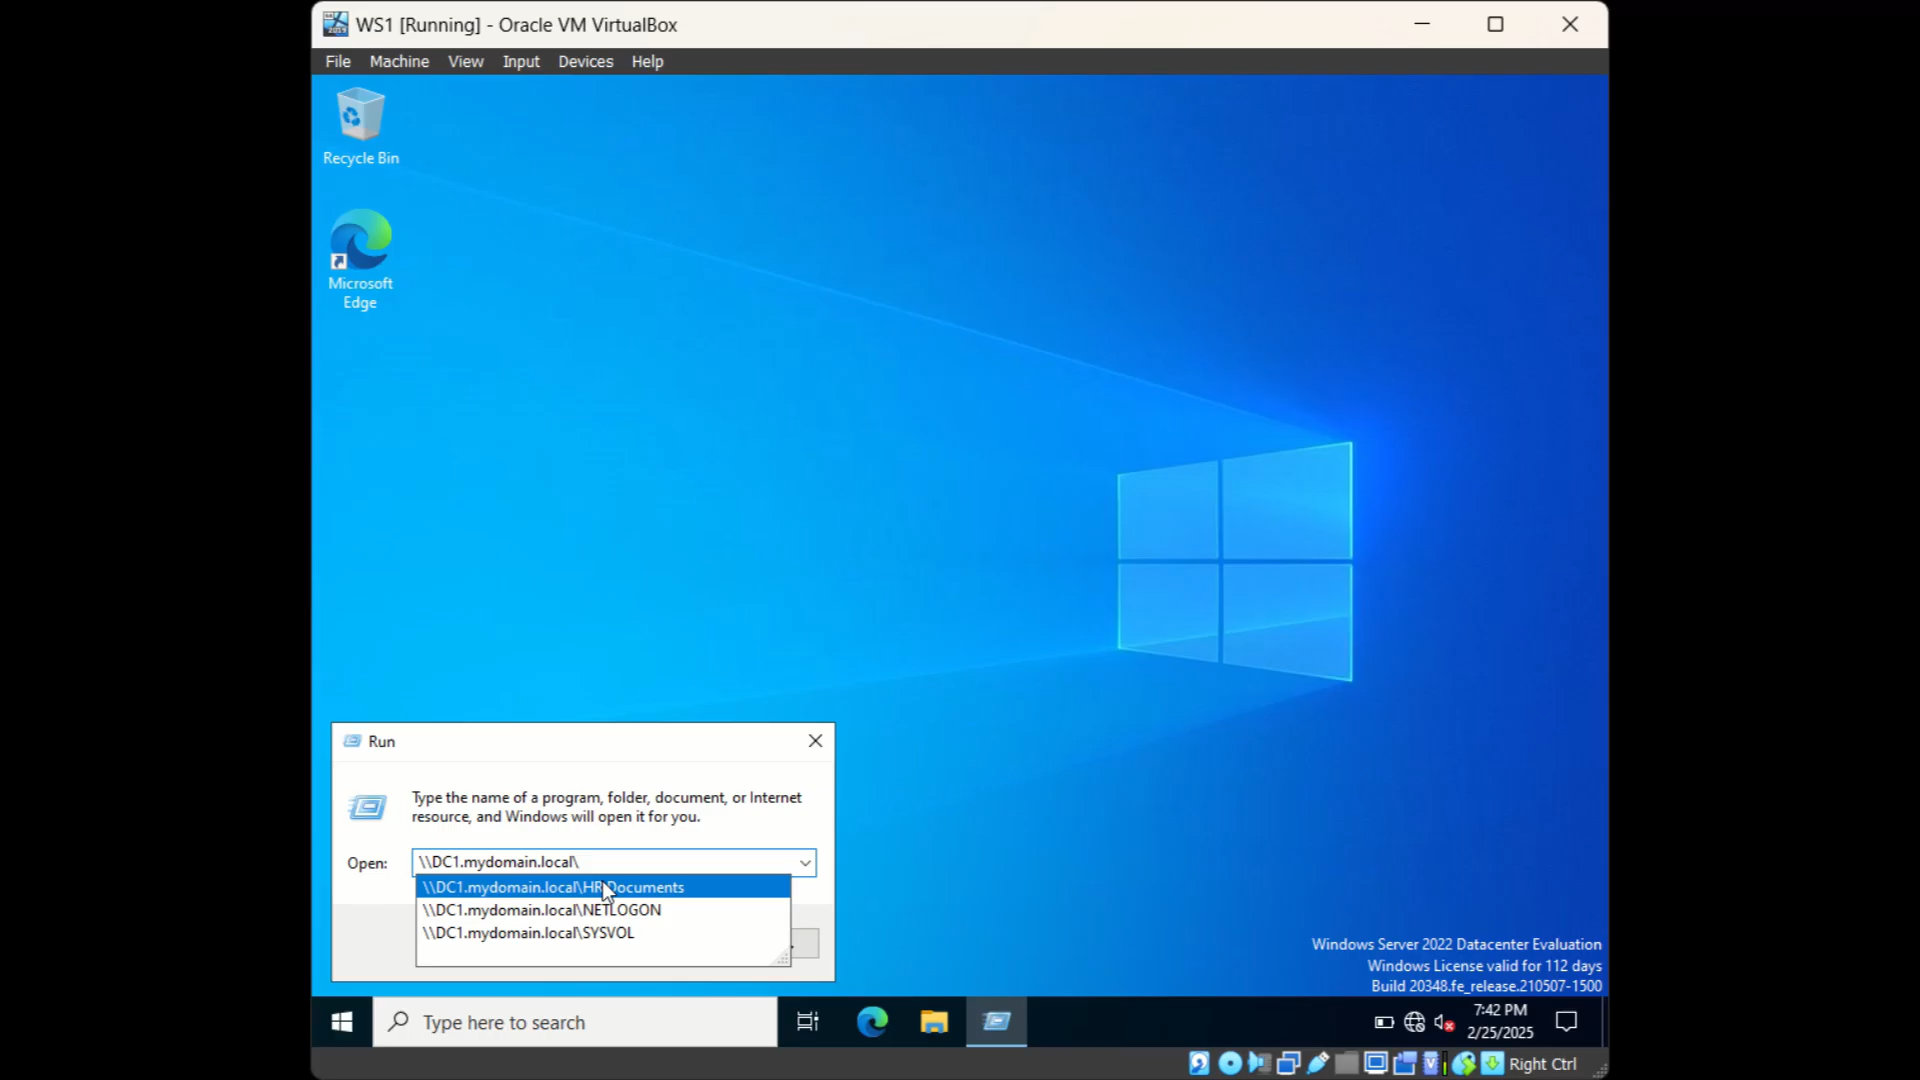 WS1 [Running] - Oracle VM VirtualBox
File Machine View Input Devices Help
Recycle Bin
Microsoft
Edge
Run
Type the name of a program, folder, document, or Internet
resource, and Windows will open it for you.
Open: \\DC1.mydomain.local\
\\DC1.mydomain.local\HR Documents
\\DC1.mydomain.local\NETLOGON
\\DC1.mydomain.local\SYSVOL
Windows Server 2022 Datacenter Evaluation
Windows License valid for 112 days
Build 20348.fe_release.210507-1500
Type here to search
7:42 PM
2/25/2025
Right Ctrl